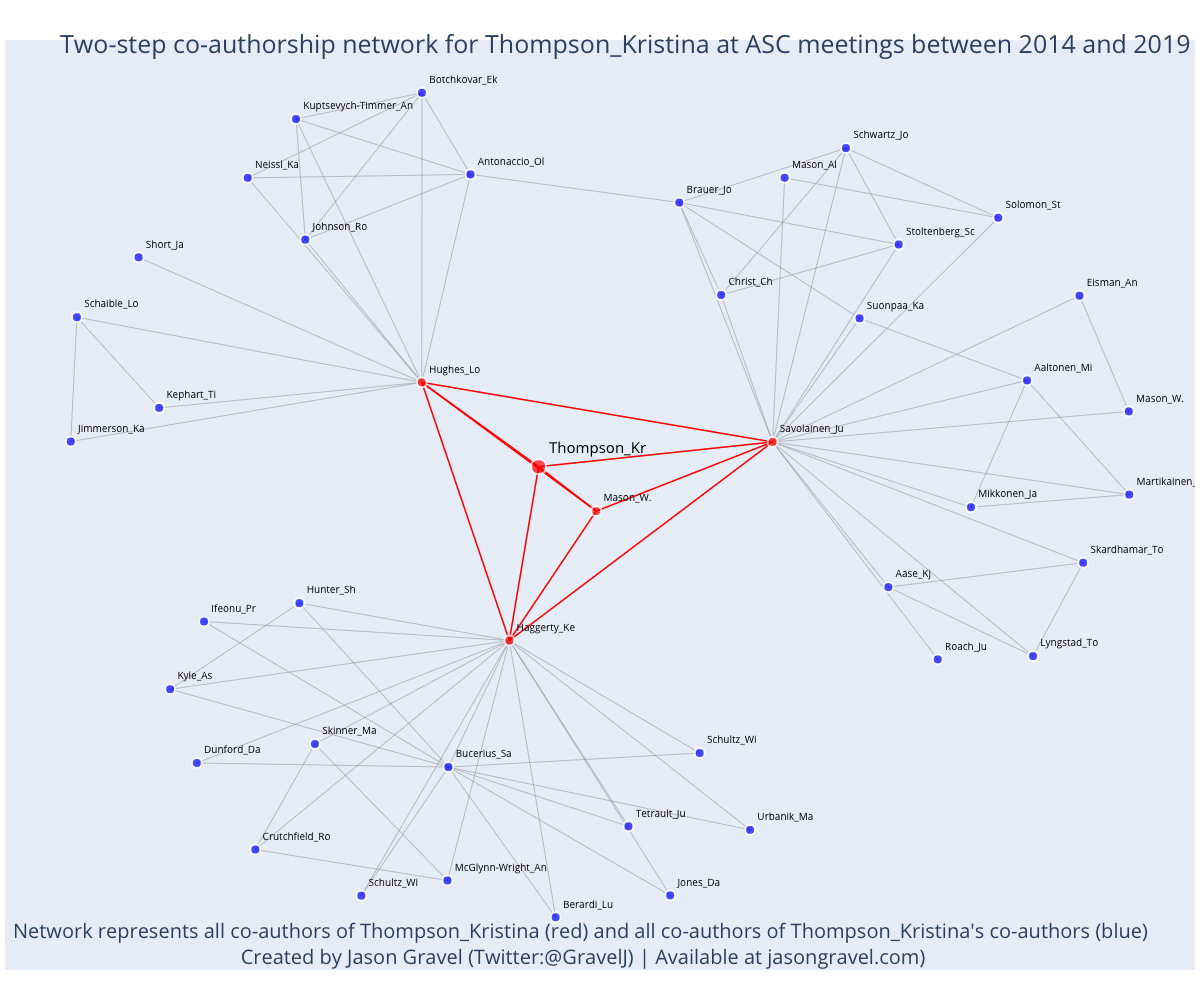 Two-step co-authorship network for Thompson_Kristina at ASC meetings between 2014 and 2019
Botchkovar_Ek
Kuptsevych-Timmer_An
Schwartz_Jo
Antonaccio_Ol
Neissl_Ka
Mason_Al
Brauer_Jo
Solomon_St
Johnson_Ro
Stoltenberg_Sc
Short_Ja
Christ_Ch
Eisman_An
Schaible_Lo
Suonpaa_Ka
Hughes_Lo
Aaltonen_Mi
Kephart_Ti
Mason_W.
Jimmerson_Ka
Savolainen_Ju
Thompson_Kr
Martikainen_
Mason_W.
Mikkonen_Ja
Skardhamar_To
Aase_Kj
Hunter_Sh
Ifeonu_Pr
Haggerty_Ke
Lyngstad_To
Roach_Ju
Kyle_As
Skinner_Ma
Schultz_Wi
Dunford_Da
Bucerius_Sa
Tetrault_Ju
Urbanik_Ma
Crutchfield_Ro
McGlynn-Wright_An
Schultz_Wi
Jones_Da
Berardi_Lu
Network represents all co-authors of Thompson_Kristina (red) and all co-authors of Thompson_Kristina's co-authors (blue)
Created by Jason Gravel (Twitter:@GravelJ) | Available at jasongravel.com)